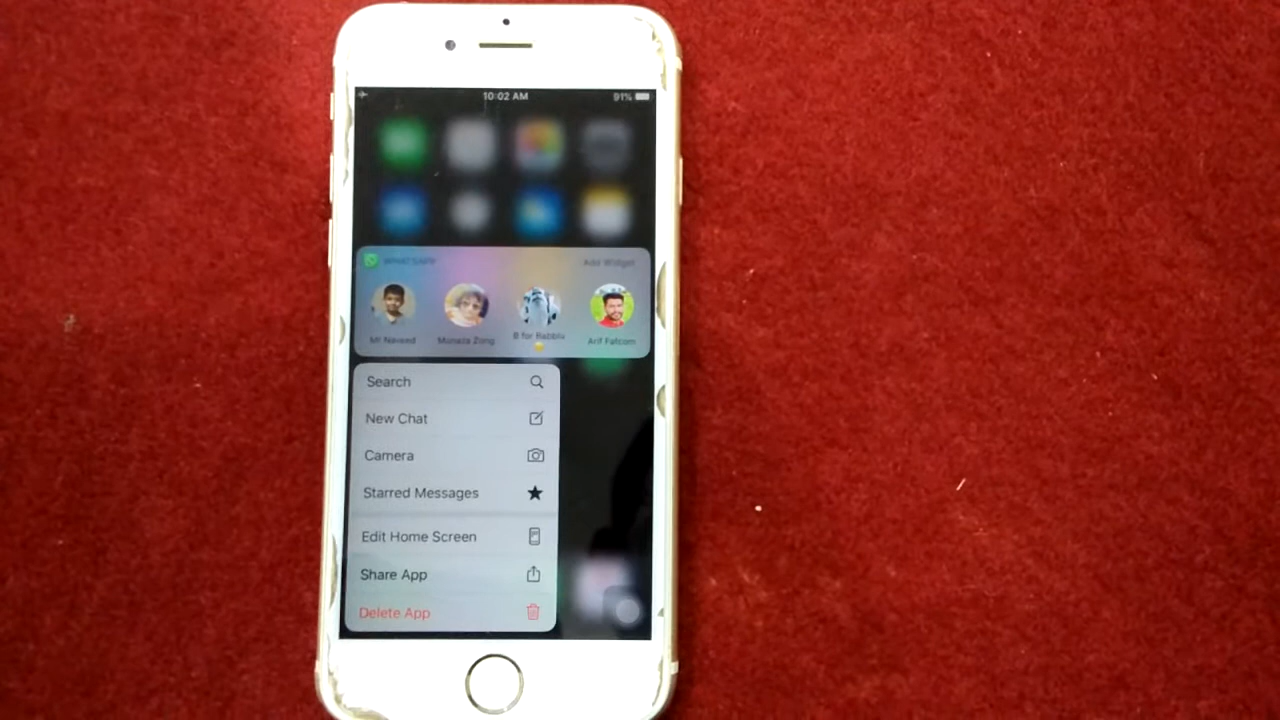 10:02 AM
91%
WHATSAPP
Add Widget
Mr Naveed
Munaza Zong
B for Rabbia
Arif Fatcom
Search
New Chat
Camera
Starred Messages
Edit Home Screen
Share App
Delete App